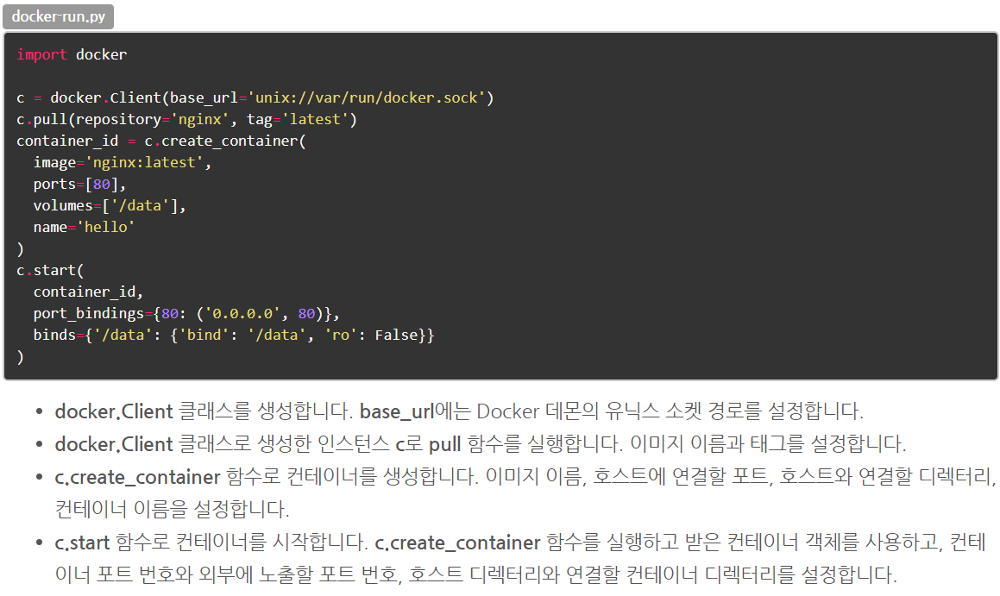 docker-run.py
import docker
c = docker.Client(base_url='unix://var/run/docker.sock')
c.pull(repository='nginx', tag='latest')
container_id = c.create_container(
  image='nginx:latest',
  ports=[80],
  volumes=['/data'],
  name='hello'
)
c.start(
  container_id,
  port_bindings={80: ('0.0.0.0', 80)},
  binds={'/data': {'bind': '/data', 'ro': False}}
)
• docker.Client 클래스를 생성합니다. base_url에는 Docker 데몬의 유닉스 소켓 경로를 설정합니다.
• docker.Client 클래스로 생성한 인스턴스 c로 pull 함수를 실행합니다. 이미지 이름과 태그를 설정합니다.
• c.create_container 함수로 컨테이너를 생성합니다. 이미지 이름, 호스트에 연결할 포트, 호스트와 연결할 디렉터리,
컨테이너 이름을 설정합니다.
• c.start 함수로 컨테이너를 시작합니다. c.create_container 함수를 실행하고 받은 컨테이너 객체를 사용하고, 컨테
이너 포트 번호와 외부에 노출할 포트 번호, 호스트 디렉터리와 연결할 컨테이너 디렉터리를 설정합니다.